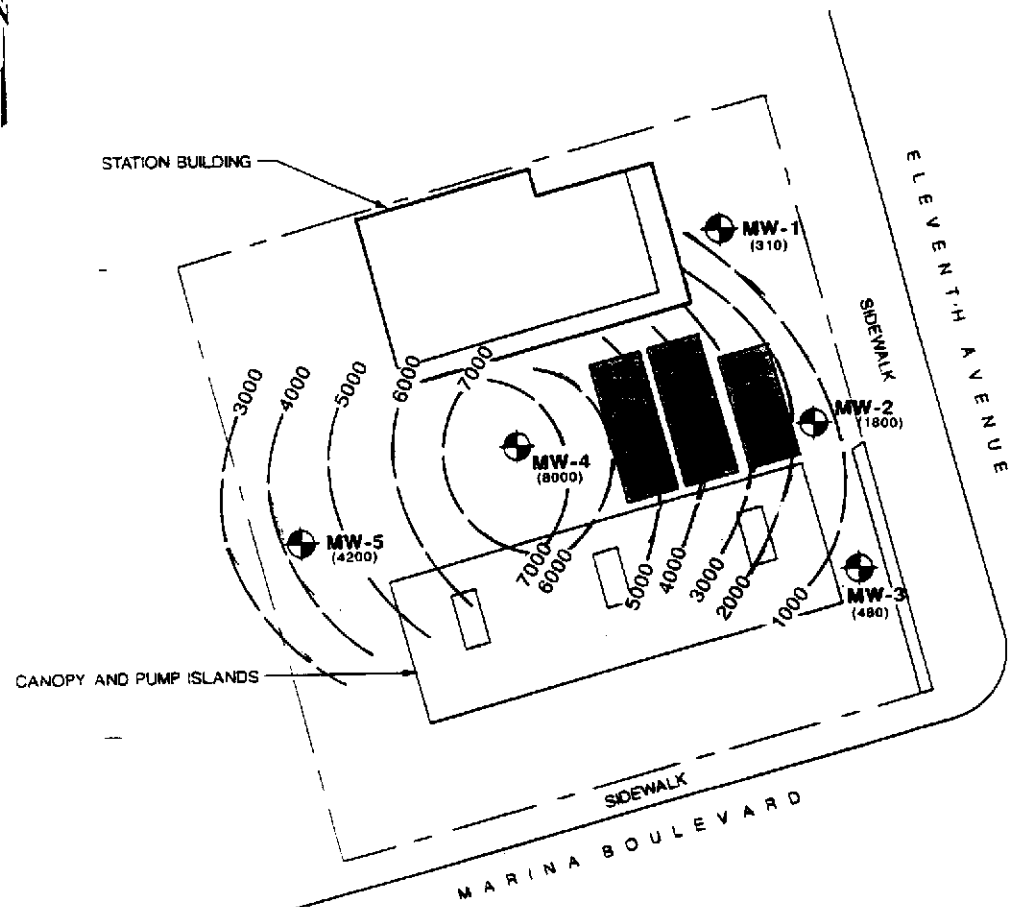 N
STATION BUILDING
ELEVENTH AVENUE
MW-1
(310)
SIDEWALK
3000
4000
5000
6000
7000
MW-2
(1800)
MW-4
(8000)
MW-5
(4200)
7000
6000
5000
4000
3000
2000
1000
MW-3
(480)
CANOPY AND PUMP ISLANDS
SIDEWALK
MARINA BOULEVARD